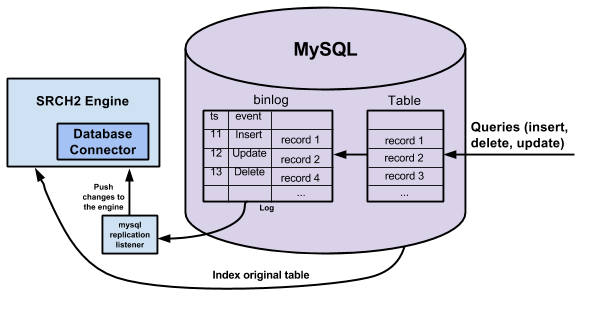 MySQL
SRCH2 Engine
Database
Connector
binlog
ts event
11 Insert record 1
12 Update record 2
13 Delete record 4
...
Log
Table
record 1
record 2
record 3
...
Queries (insert,
delete, update)
Push
changes to
the engine
mysql
replication
listener
Index original table